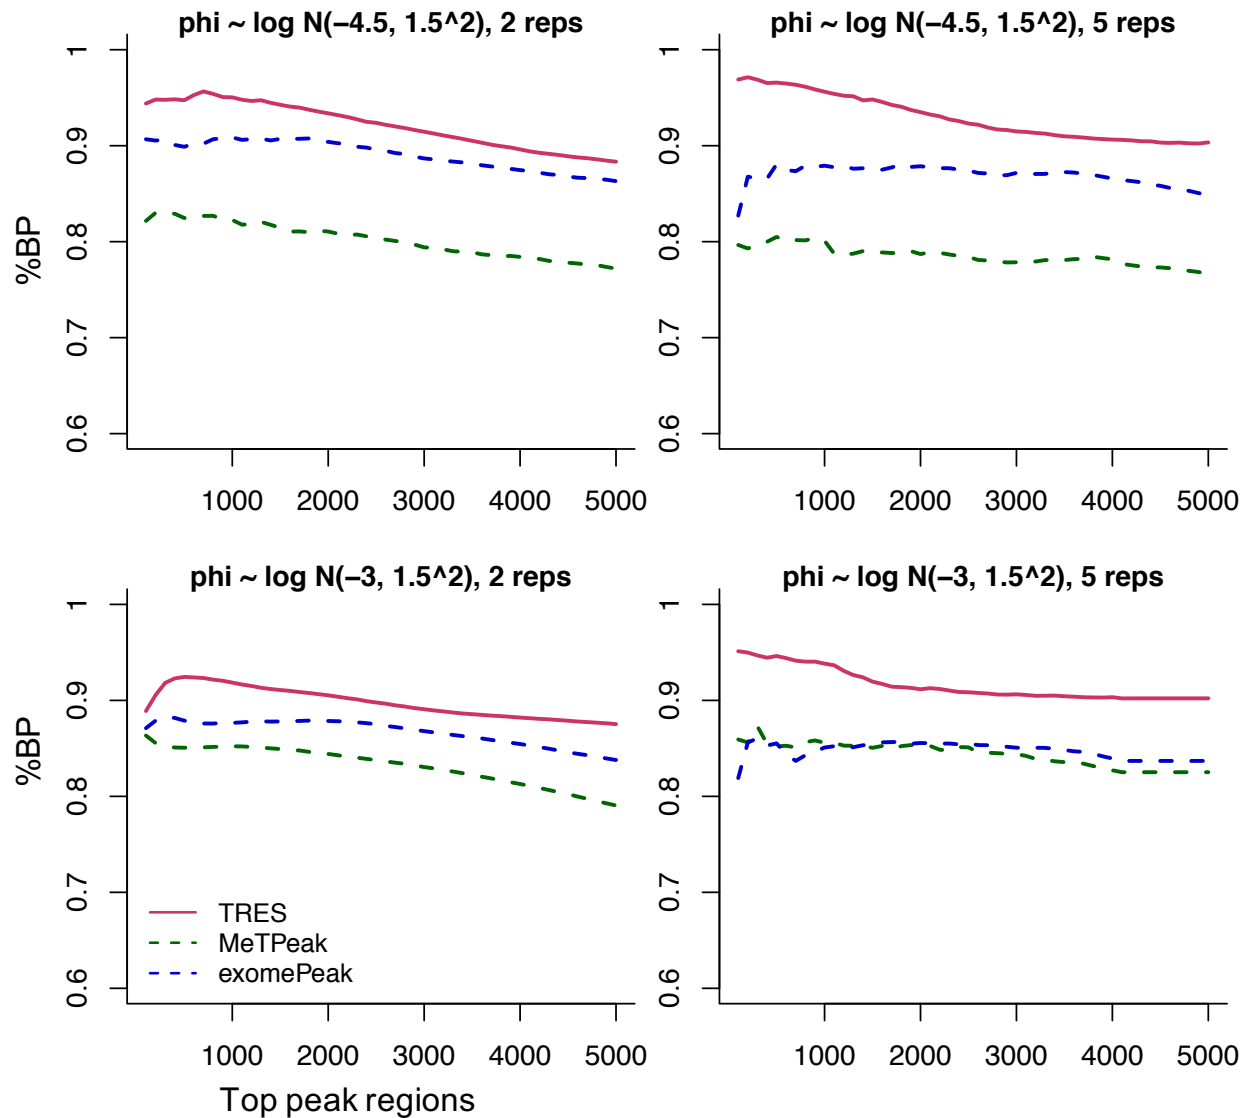 phi ~ log N(−4.5, 1.5^2), 2 reps
%BP
1
0.9
0.8
0.7
0.6
1000 2000 3000 4000 5000
phi ~ log N(−4.5, 1.5^2), 5 reps
1
0.9
0.8
0.7
0.6
1000 2000 3000 4000 5000
phi ~ log N(−3, 1.5^2), 2 reps
%BP
1
0.9
0.8
0.7
0.6
TRES
MeTPeak
exomePeak
1000 2000 3000 4000 5000
Top peak regions
phi ~ log N(−3, 1.5^2), 5 reps
1
0.9
0.8
0.7
0.6
1000 2000 3000 4000 5000